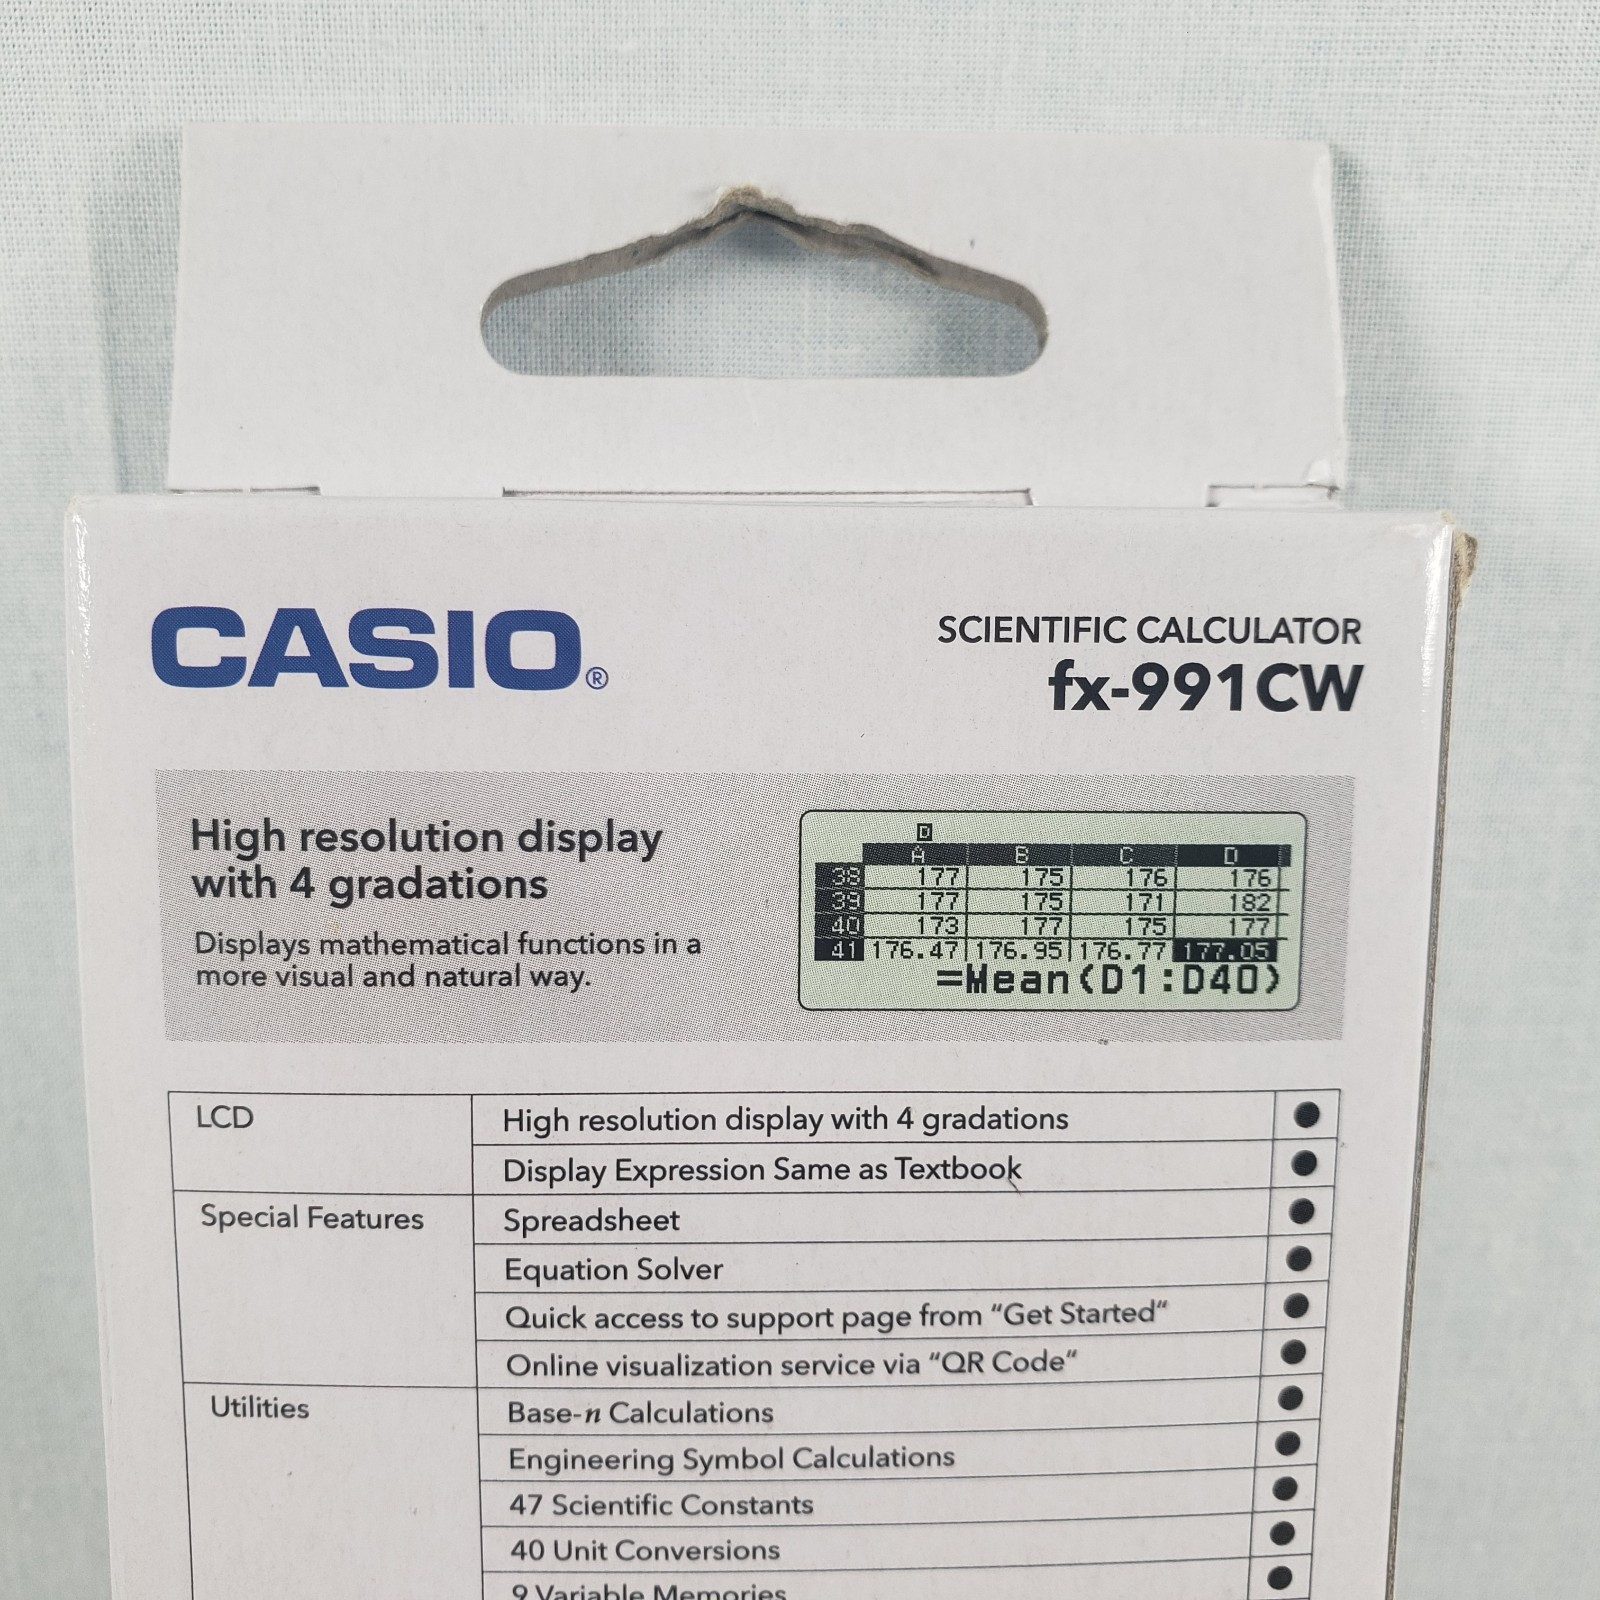 CASIO®
SCIENTIFIC CALCULATOR
fx-991CW
High resolution display
with 4 gradations
Displays mathematical functions in a
more visual and natural way.
D
A B C D
38 177 175 176 176
39 177 175 171 182
40 173 177 175 177
41 176.47 176.95 176.77 177.05
=Mean(D1:D40)
LCD High resolution display with 4 gradations ●
Display Expression Same as Textbook ●
Special Features Spreadsheet ●
Equation Solver ●
Quick access to support page from “Get Started“ ●
Online visualization service via “QR Code“ ●
Utilities Base-n Calculations ●
Engineering Symbol Calculations ●
47 Scientific Constants ●
40 Unit Conversions ●
9 Variable Memories ●